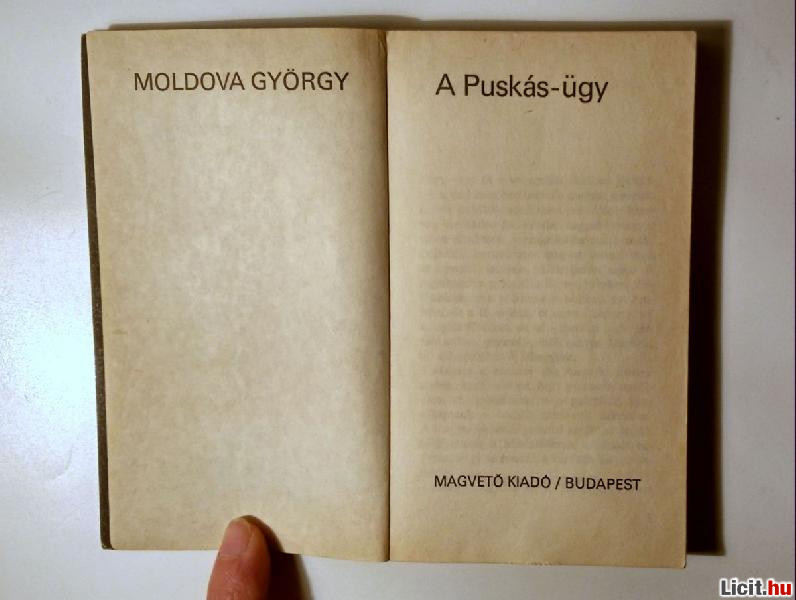 MOLDOVA GYÖRGY
A Puskás-ügy
MAGVETŐ KIADÓ / BUDAPEST
Licit.hu